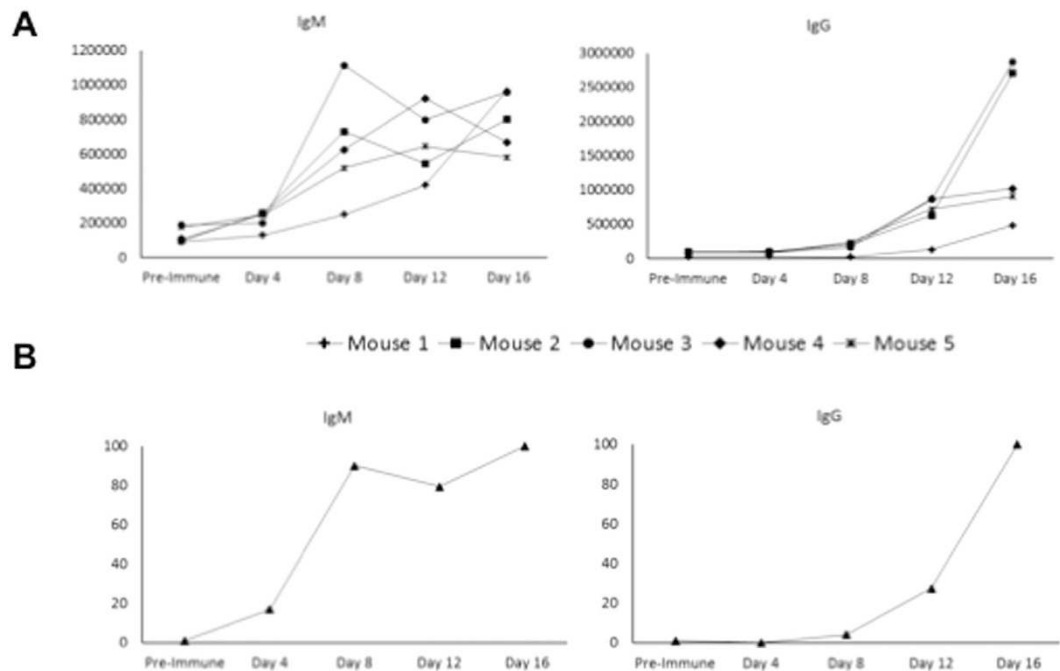 A
IgM
1200000
1000000
800000
600000
400000
200000
0
Pre-Immune Day 4 Day 8 Day 12 Day 16
IgG
3000000
2500000
2000000
1500000
1000000
500000
0
Pre-Immune Day 4 Day 8 Day 12 Day 16
Mouse 1 Mouse 2 Mouse 3 Mouse 4 Mouse 5
B
IgM
100
80
60
40
20
0
Pre-Immune Day 4 Day 8 Day 12 Day 16
IgG
100
80
60
40
20
0
Pre-Immune Day 4 Day 8 Day 12 Day 16